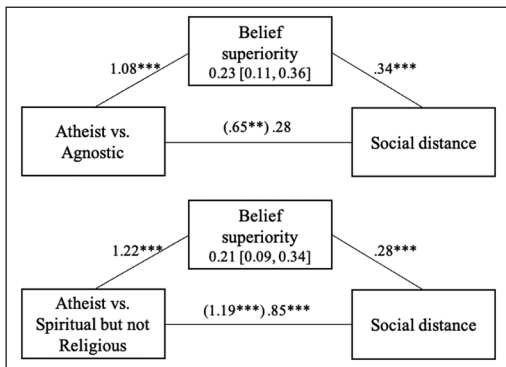 Belief
superiority
0.23 [0.11, 0.36]
1.08***
.34***
Atheist vs.
Agnostic
(.65**) .28
Social distance
Belief
superiority
0.21 [0.09, 0.34]
1.22***
.28***
Atheist vs.
Spiritual but not
Religious
(1.19***) .85***
Social distance